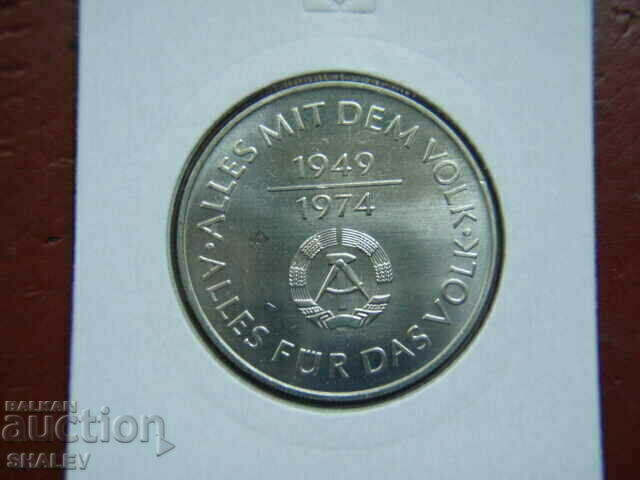 · ALLES MIT DEM VOLK ·
ALLES FÜR DAS VOLK
1949
1974
BALKAN
auction
SHALEV